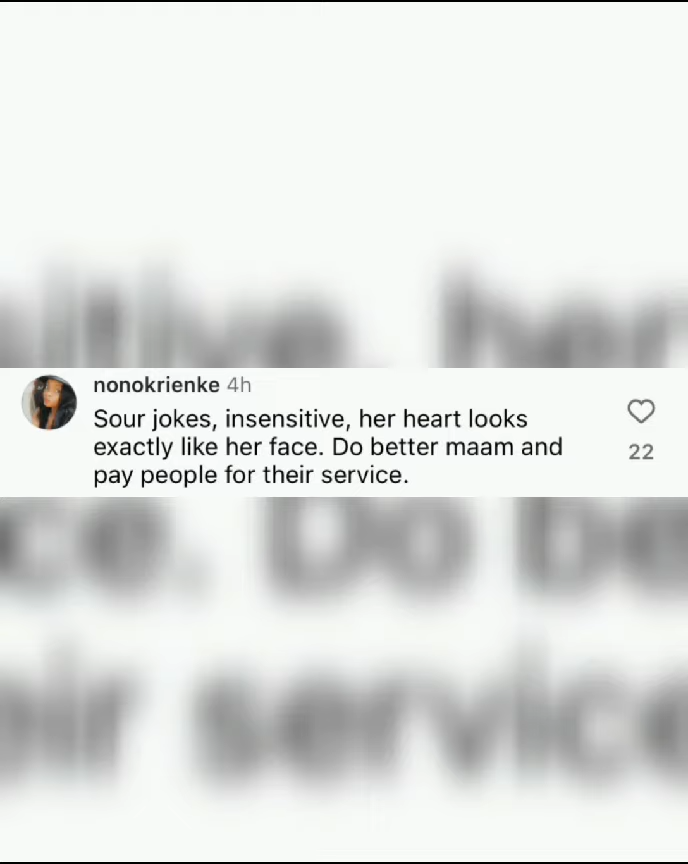 nonokrienke 4h
Sour jokes, insensitive, her heart looks
exactly like her face. Do better maam and
pay people for their service.
22